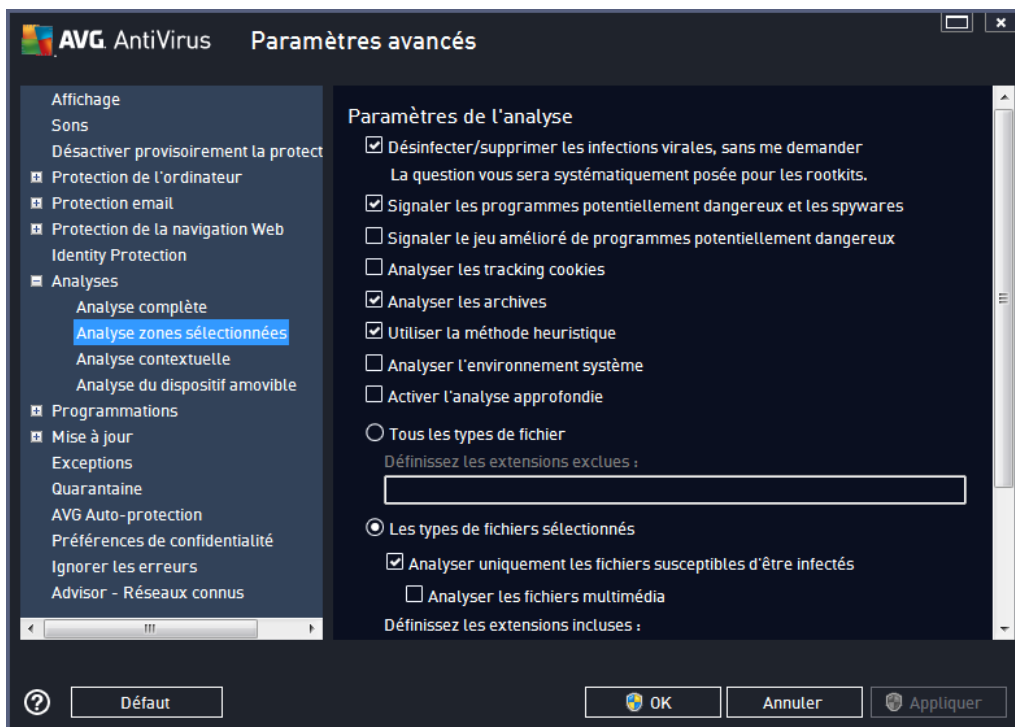 AVG. AntiVirus Paramètres avancés
Affichage
Sons
Désactiver provisoirement la protect
Protection de l'ordinateur
Protection email
Protection de la navigation Web
Identity Protection
Analyses
Analyse complète
Analyse zones sélectionnées
Analyse contextuelle
Analyse du dispositif amovible
Programmations
Mise à jour
Exceptions
Quarantaine
AVG Auto-protection
Préférences de confidentialité
Ignorer les erreurs
Advisor - Réseaux connus
Paramètres de l'analyse
Désinfecter/supprimer les infections virales, sans me demander
La question vous sera systématiquement posée pour les rootkits.
Signaler les programmes potentiellement dangereux et les spywares
Signaler le jeu amélioré de programmes potentiellement dangereux
Analyser les tracking cookies
Analyser les archives
Utiliser la méthode heuristique
Analyser l'environnement système
Activer l'analyse approfondie
Tous les types de fichier
Définissez les extensions exclues :
Les types de fichiers sélectionnés
Analyser uniquement les fichiers susceptibles d'être infectés
Analyser les fichiers multimédia
Définissez les extensions incluses :
? Défaut OK Annuler Appliquer